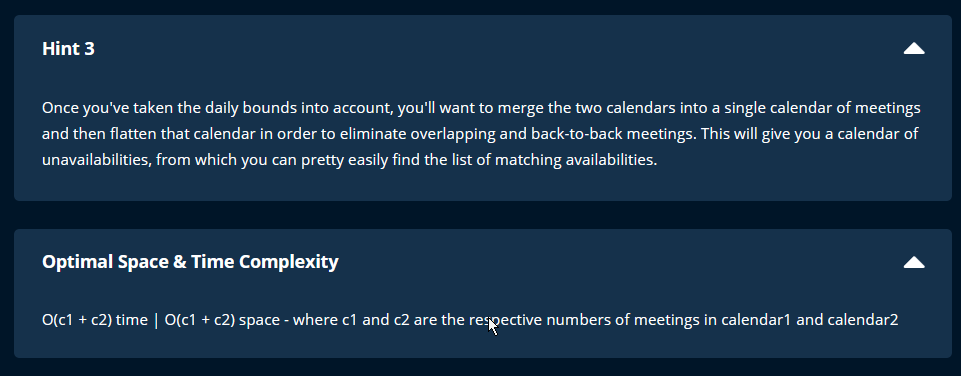 Hint 3
Once you've taken the daily bounds into account, you'll want to merge the two calendars into a single calendar of meetings
and then flatten that calendar in order to eliminate overlapping and back-to-back meetings. This will give you a calendar of
unavailabilities, from which you can pretty easily find the list of matching availabilities.
Optimal Space & Time Complexity
O(c1 + c2) time | O(c1 + c2) space - where c1 and c2 are the respective numbers of meetings in calendar1 and calendar2